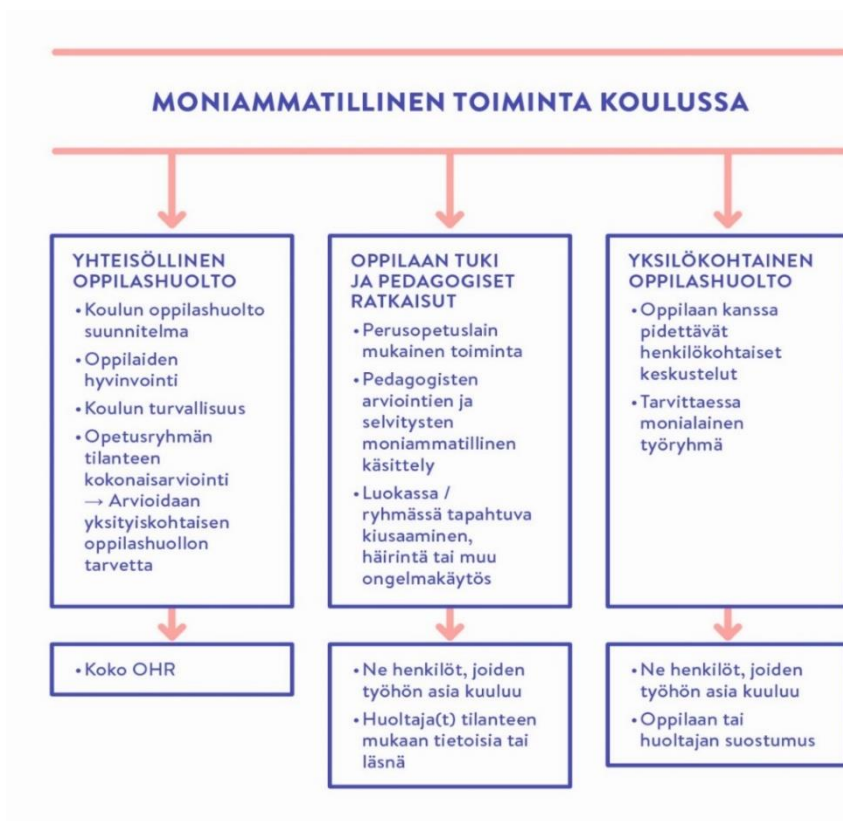 MONIAMMATILLINEN TOIMINTA KOULUSSA
YHTEISÖLLINEN
OPPILASHUOLTO
• Koulun oppilashuolto
suunnitelma
• Oppilaiden
hyvinvointi
• Koulun turvallisuus
• Opetusryhmän
tilanteen
kokonaisarviointi
→ Arvioidaan
yksityiskohtaisen
oppilashuollon
tarvetta
• Koko OHR
OPPILAAN TUKI
JA PEDAGOGISET
RATKAISUT
• Perusopetuslain
mukainen toiminta
• Pedagogisten
arviointien ja
selvitysten
moniammatillinen
käsittely
• Luokassa /
ryhmässä tapahtuva
kiusaaminen,
häirintä tai muu
ongelmakäytös
• Ne henkilöt, joiden
työhön asia kuuluu
• Huoltaja(t) tilanteen
mukaan tietoisia tai
läsnä
YKSILÖKOHTAINEN
OPPILASHUOLTO
• Oppilaan kanssa
pidettävät
henkilökohtaiset
keskustelut
• Tarvittaessa
monialainen
työryhmä
• Ne henkilöt, joiden
työhön asia kuuluu
• Oppilaan tai
huoltajan suostumus